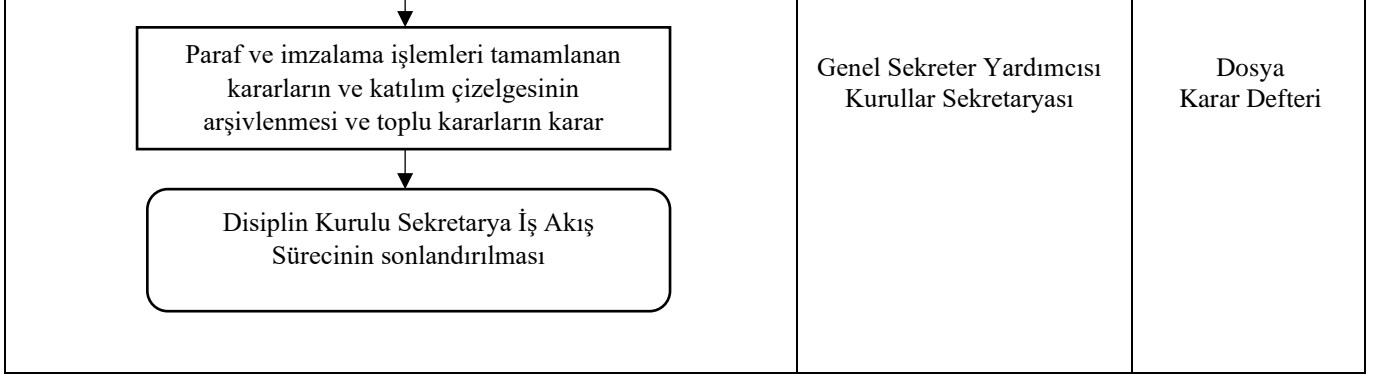 Paraf ve imzalama işlemleri tamamlanan
kararların ve katılım çizelgesinin
arşivlenmesi ve toplu kararların karar
Genel Sekreter Yardımcısı
Kurullar Sekretaryası
Dosya
Karar Defteri
Disiplin Kurulu Sekretarya İş Akış
Sürecinin sonlandırılması